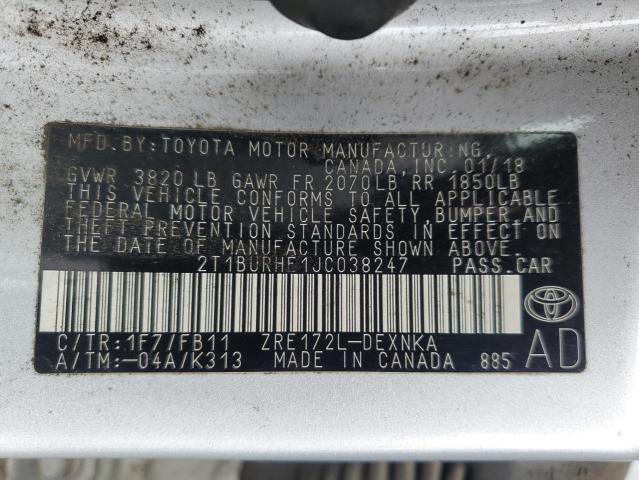 MFD. BY: TOYOTA MOTOR MANUFACTURING,
CANADA, INC. 01/18
GVWR 3820 LB GAWR FR 2070LB RR 1850LB
THIS VEHICLE CONFORMS TO ALL APPLICABLE
FEDERAL MOTOR VEHICLE SAFETY, BUMPER AND
THEFT PREVENTION STANDARDS IN EFFECT ON
THE DATE OF MANUFACTURE SHOWN ABOVE.
2T1BURHE1JC038247 PASS. CAR
C/TR: 1F7/FB11 ZRE172L-DEXNKA
A/TM: -04A/K313 MADE IN CANADA 885
AD